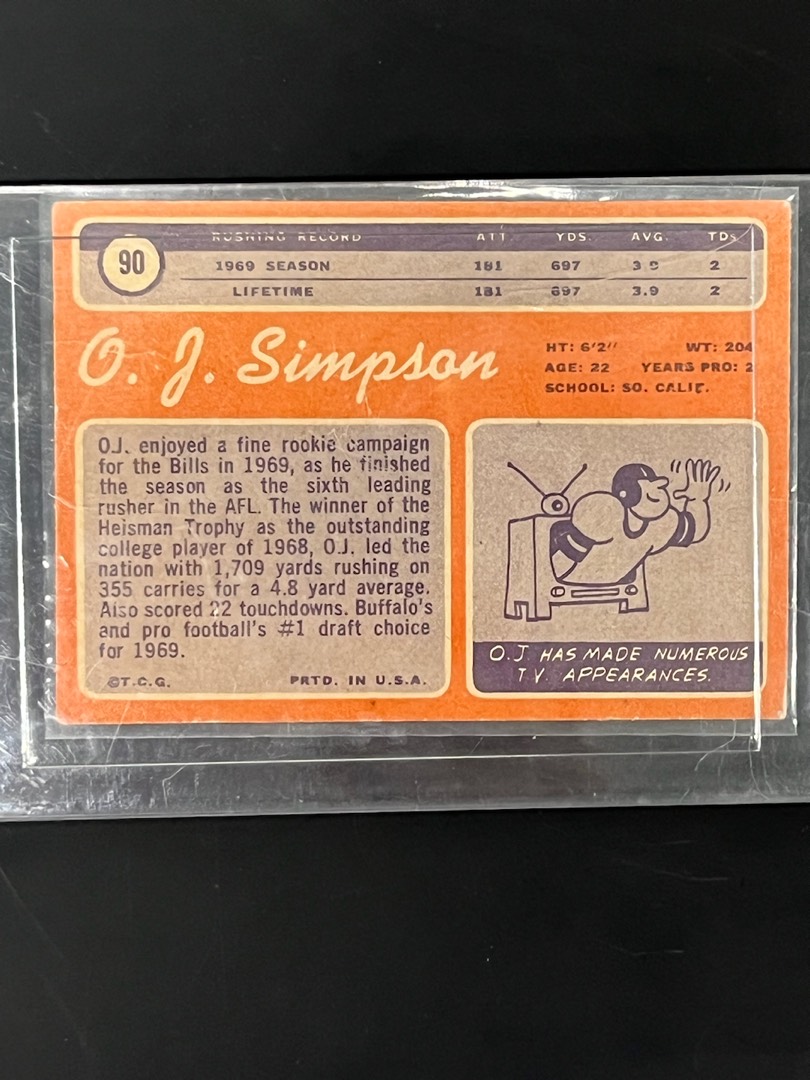 RUSHING RECORD ATT. YDS. AVG. TDs
90
1969 SEASON 181 697 3.9 2
LIFETIME 181 697 3.9 2
O. J. Simpson
HT: 6'2" WT: 204
AGE: 22 YEARS PRO: 2
SCHOOL: SO. CALIF.
O.J. enjoyed a fine rookie campaign
for the Bills in 1969, as he finished
the season as the sixth leading
rusher in the AFL. The winner of the
Heisman Trophy as the outstanding
college player of 1968, O.J. led the
nation with 1,709 yards rushing on
355 carries for a 4.8 yard average.
Also scored 22 touchdowns. Buffalo's
and pro football's #1 draft choice
for 1969.
©T.C.G. PRTD. IN U.S.A.
O.J. HAS MADE NUMEROUS
T.V. APPEARANCES.